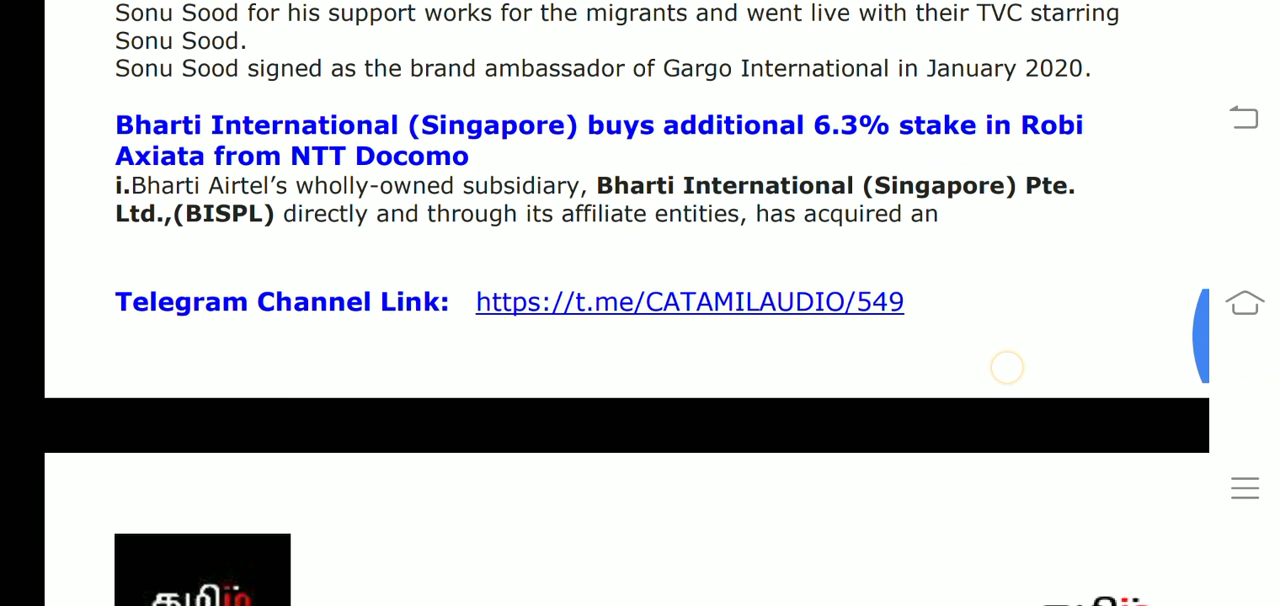 Sonu Sood for his support works for the migrants and went live with their TVC starring
Sonu Sood.
Sonu Sood signed as the brand ambassador of Gargo International in January 2020.
Bharti International (Singapore) buys additional 6.3% stake in Robi
Axiata from NTT Docomo
i.Bharti Airtel’s wholly-owned subsidiary, Bharti International (Singapore) Pte.
Ltd.,(BISPL) directly and through its affiliate entities, has acquired an
Telegram Channel Link: https://t.me/CATAMILAUDIO/549
தமிழ்